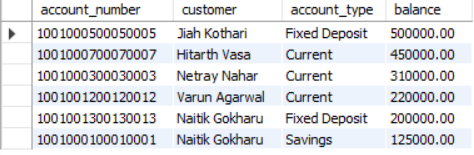 account_number customer account_type balance
1001000500050005 Jiah Kothari Fixed Deposit 500000.00
1001000700070007 Hitarth Vasa Current 450000.00
1001000300030003 Netray Nahar Current 310000.00
1001001200120012 Varun Agarwal Current 220000.00
1001001300130013 Naitik Gokharu Fixed Deposit 200000.00
1001000100010001 Naitik Gokharu Savings 125000.00